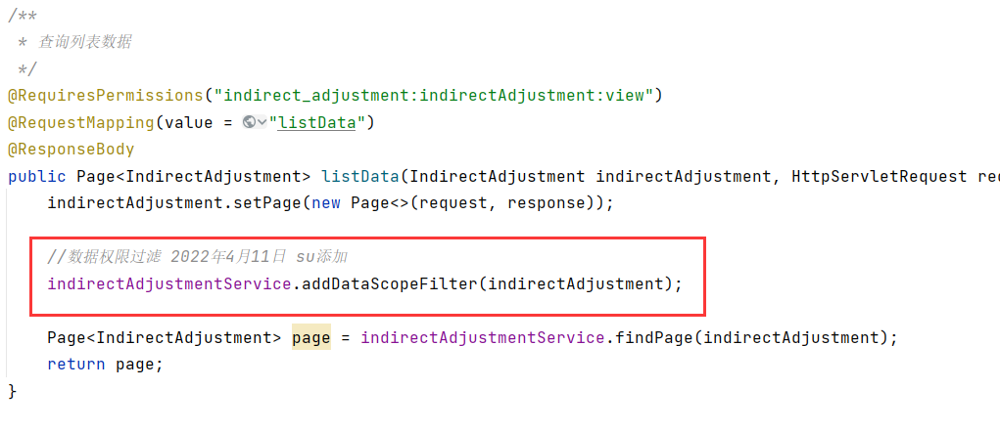 /**
 * 查询列表数据
 */
@RequiresPermissions("indirect_adjustment:indirectAdjustment:view")
@RequestMapping(value = "listData")
@ResponseBody
public Page<IndirectAdjustment> listData(IndirectAdjustment indirectAdjustment, HttpServletRequest
    indirectAdjustment.setPage(new Page<>(request, response));
    //数据权限过滤 2022年4月11日 su添加
    indirectAdjustmentService.addDataScopeFilter(indirectAdjustment);
    Page<IndirectAdjustment> page = indirectAdjustmentService.findPage(indirectAdjustment);
    return page;
}